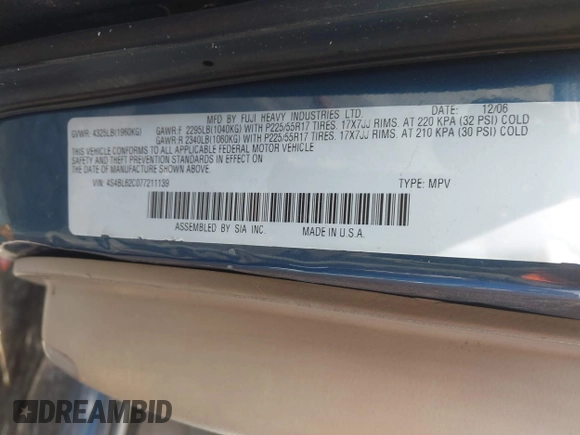 MFD BY FUJI HEAVY INDUSTRIES LTD. 12/06
GVWR: 4325LB(1960KG) GAWR:F 2295LB(1040KG) WITH P225/55R17 TIRES. 17X7JJ RIMS. AT 220 KPA (32 PSI) COLD
GAWR:R 2340LB(1060KG) WITH P225/55R17 TIRES. 17X7JJ RIMS. AT 210 KPA (30 PSI) COLD
THIS VEHICLE CONFORMS TO ALL APPLICABLE FEDERAL MOTOR VEHICLE
SAFETY AND THEFT PREVENTION STANDARDS IN EFFECT ON THE
DATE OF MANUFACTURE SHOWN ABOVE.
VIN: 4S4BL62C077211139 TYPE: MPV
ASSEMBLED BY SIA INC. MADE IN U.S.A.
DREAMBID